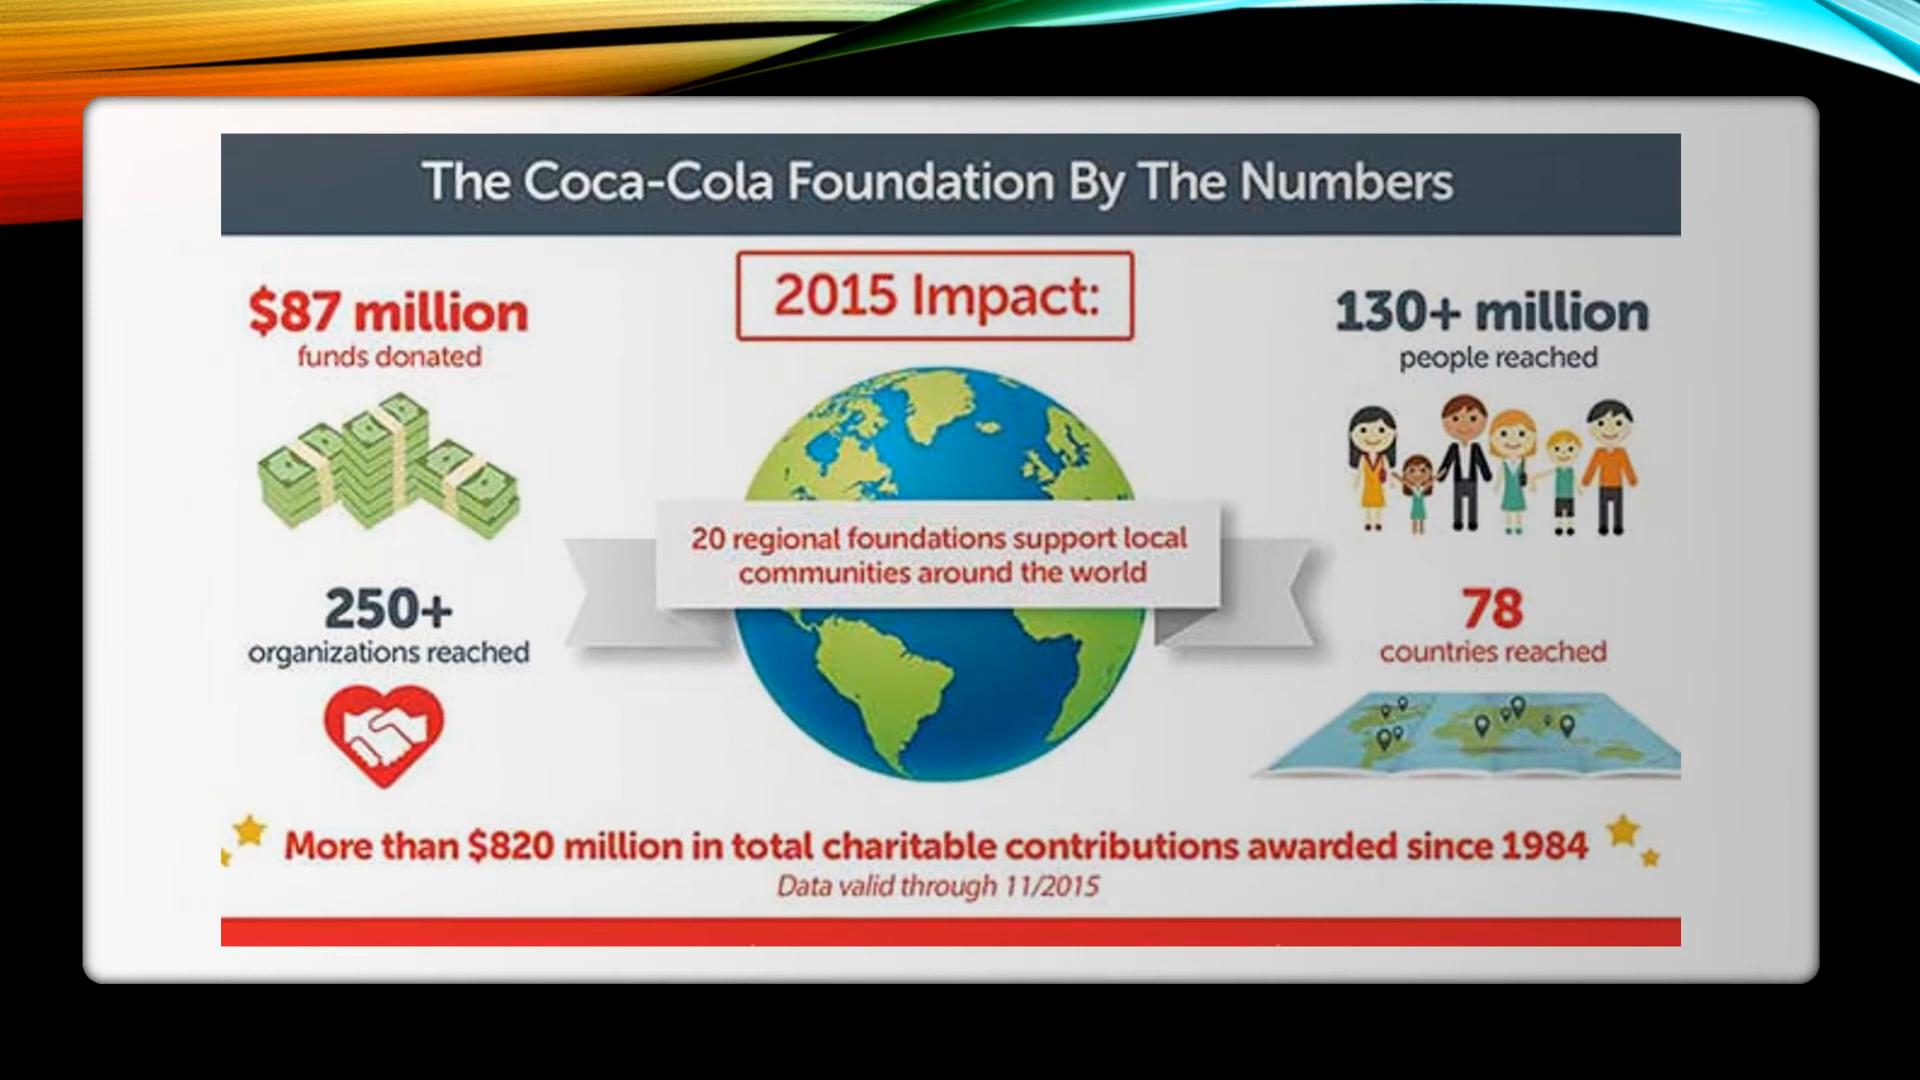 The Coca-Cola Foundation By The Numbers
2015 Impact:
$87 million
funds donated
130+ million
people reached
20 regional foundations support local
communities around the world
250+
organizations reached
78
countries reached
More than $820 million in total charitable contributions awarded since 1984
Data valid through 11/2015